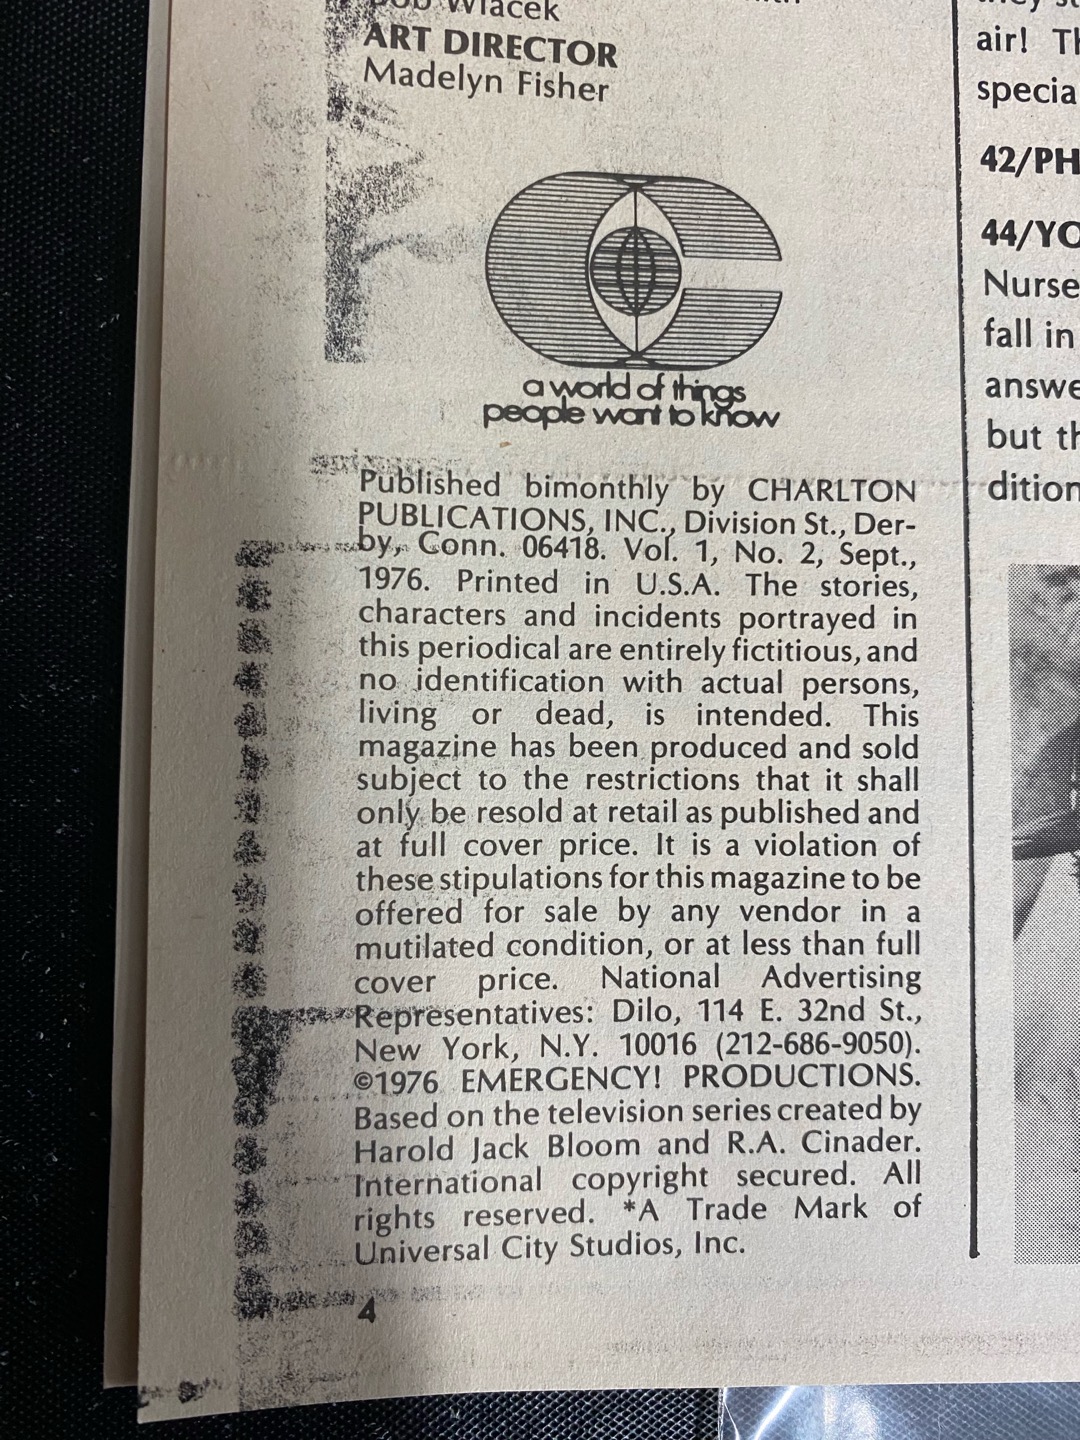 Wlacek
ART DIRECTOR
Madelyn Fisher
a world of things
people want to know
Published bimonthly by CHARLTON
PUBLICATIONS, INC., Division St., Der-
by, Conn. 06418. Vol. 1, No. 2, Sept.,
1976. Printed in U.S.A. The stories,
characters and incidents portrayed in
this periodical are entirely fictitious, and
no identification with actual persons,
living or dead, is intended. This
magazine has been produced and sold
subject to the restrictions that it shall
only be resold at retail as published and
at full cover price. It is a violation of
these stipulations for this magazine to be
offered for sale by any vendor in a
mutilated condition, or at less than full
cover price. National Advertising
Representatives: Dilo, 114 E. 32nd St.,
New York, N.Y. 10016 (212-686-9050).
©1976 EMERGENCY! PRODUCTIONS.
Based on the television series created by
Harold Jack Bloom and R.A. Cinader.
International copyright secured. All
rights reserved. *A Trade Mark of
Universal City Studios, Inc.
4
air! Th
specia
42/PH
44/YO
Nurse
fall in
answe
but th
dition